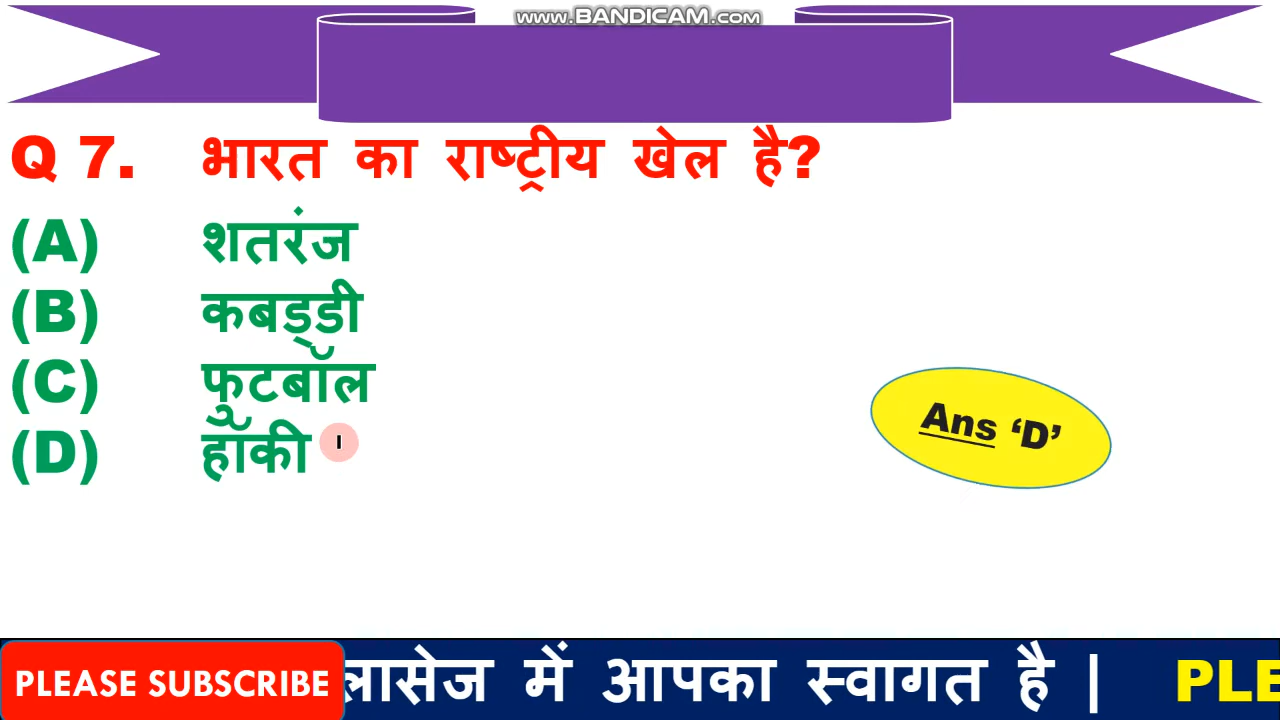 www.BANDICAM.com
Q 7. भारत का राष्ट्रीय खेल है?
(A) शतरंज
(B) कबड्डी
(C) फुटबॉल
(D) हॉकी
Ans ‘D’
PLEASE SUBSCRIBE
लासेज में आपका स्वागत है | PLE